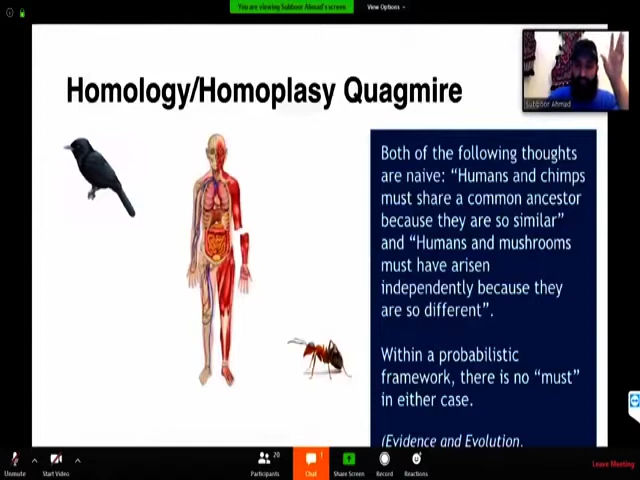 You are viewing Subboor Ahmad's screen
View Options
Homology/Homoplasy Quagmire
Subboor Ahmad
Both of the following thoughts
are naive: “Humans and chimps
must share a common ancestor
because they are so similar”
and “Humans and mushrooms
must have arisen
independently because they
are so different”.
Within a probabilistic
framework, there is no “must”
in either case.
(Evidence and Evolution,
20
1
Unmute
Start Video
Participants
Chat
Share Screen
Record
Reactions
Leave Meeting